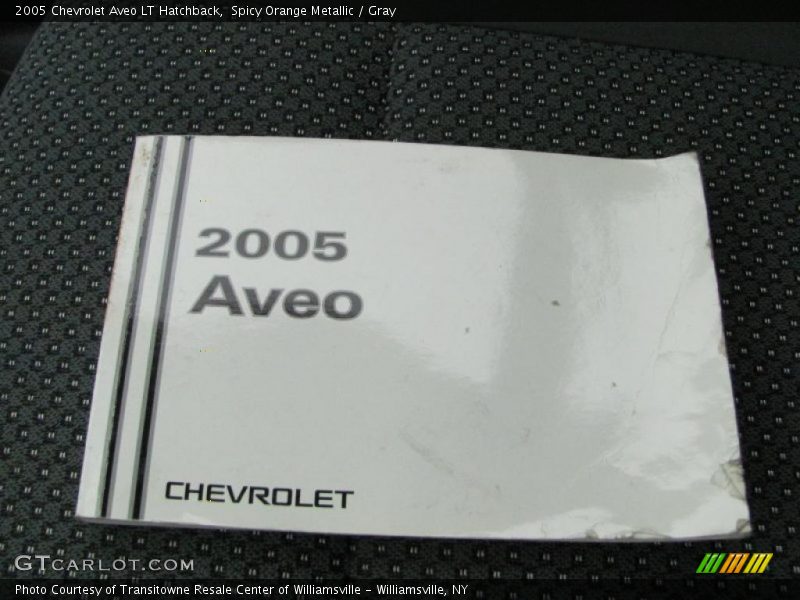 2005 Chevrolet Aveo LT Hatchback, Spicy Orange Metallic / Gray
2005
Aveo
CHEVROLET
GTCARLOT.COM
Photo Courtesy of Transitowne Resale Center of Williamsville - Williamsville, NY